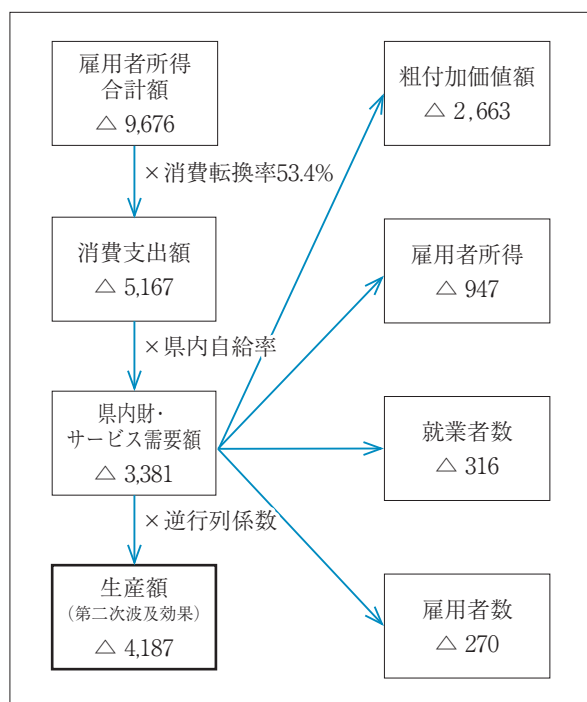 雇用者所得
合計額
△ 9,676
×消費転換率53.4%
消費支出額
△ 5,167
×県内自給率
県内財・
サービス需要額
△ 3,381
×逆行列係数
生産額
（第二次波及効果）
△ 4,187
粗付加価値額
△ 2,663
雇用者所得
△ 947
就業者数
△ 316
雇用者数
△ 270